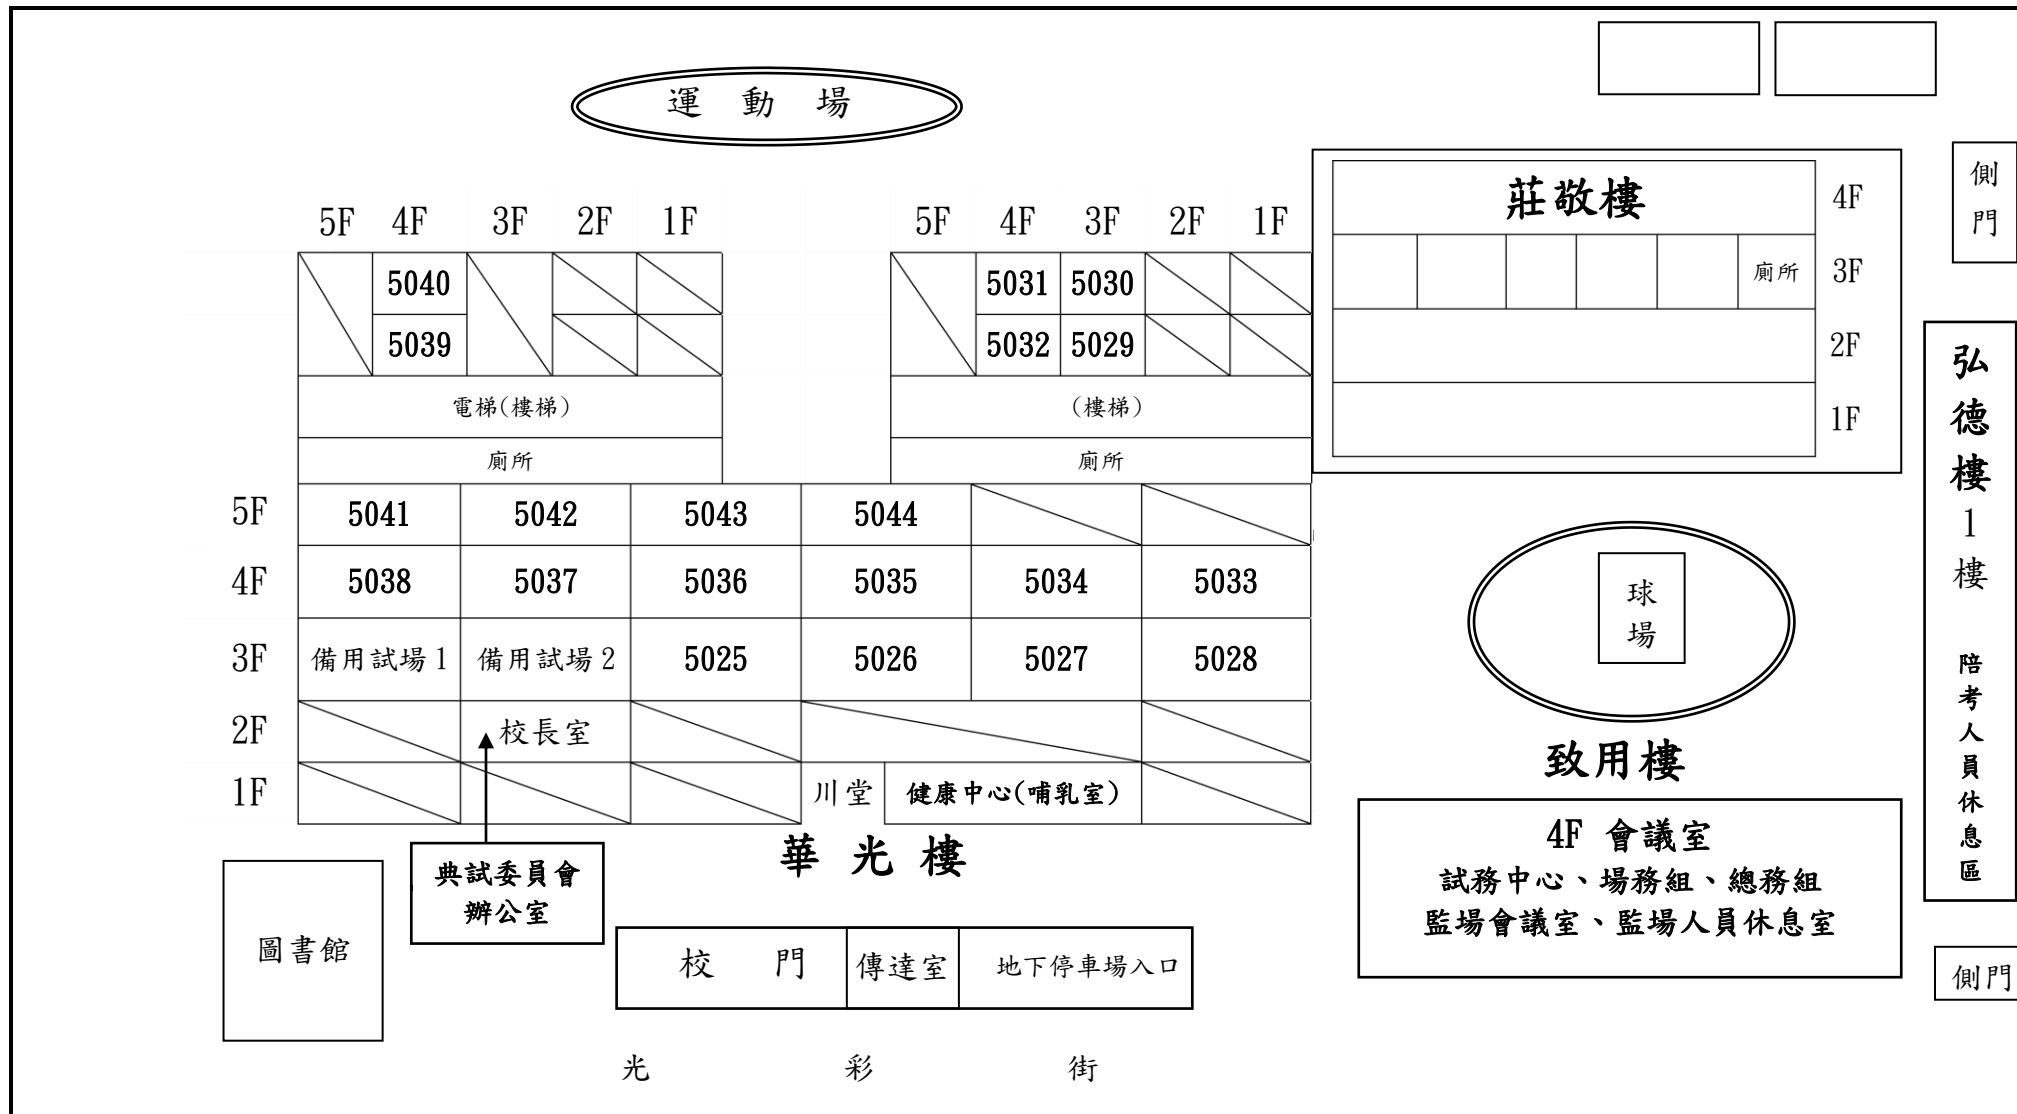 運 動 場
側門
莊敬樓 4F
5F 4F 3F 2F 1F
5F 4F 3F 2F 1F
廁所 3F
5040
5031 5030
5039
5032 5029
2F
電梯(樓梯)
(樓梯)
1F
廁所
廁所
5F 5041 5042 5043 5044
4F 5038 5037 5036 5035 5034 5033
3F 備用試場 1 備用試場 2 5025 5026 5027 5028
2F 校長室
1F 川堂 健康中心(哺乳室)
華 光 樓
典試委員會
辦公室
圖書館
校 門 傳達室 地下停車場入口
光 彩 街
球場
致用樓
4F 會議室
試務中心、場務組、總務組
監場會議室、監場人員休息室
弘德樓1樓 陪考人員休息區
側門